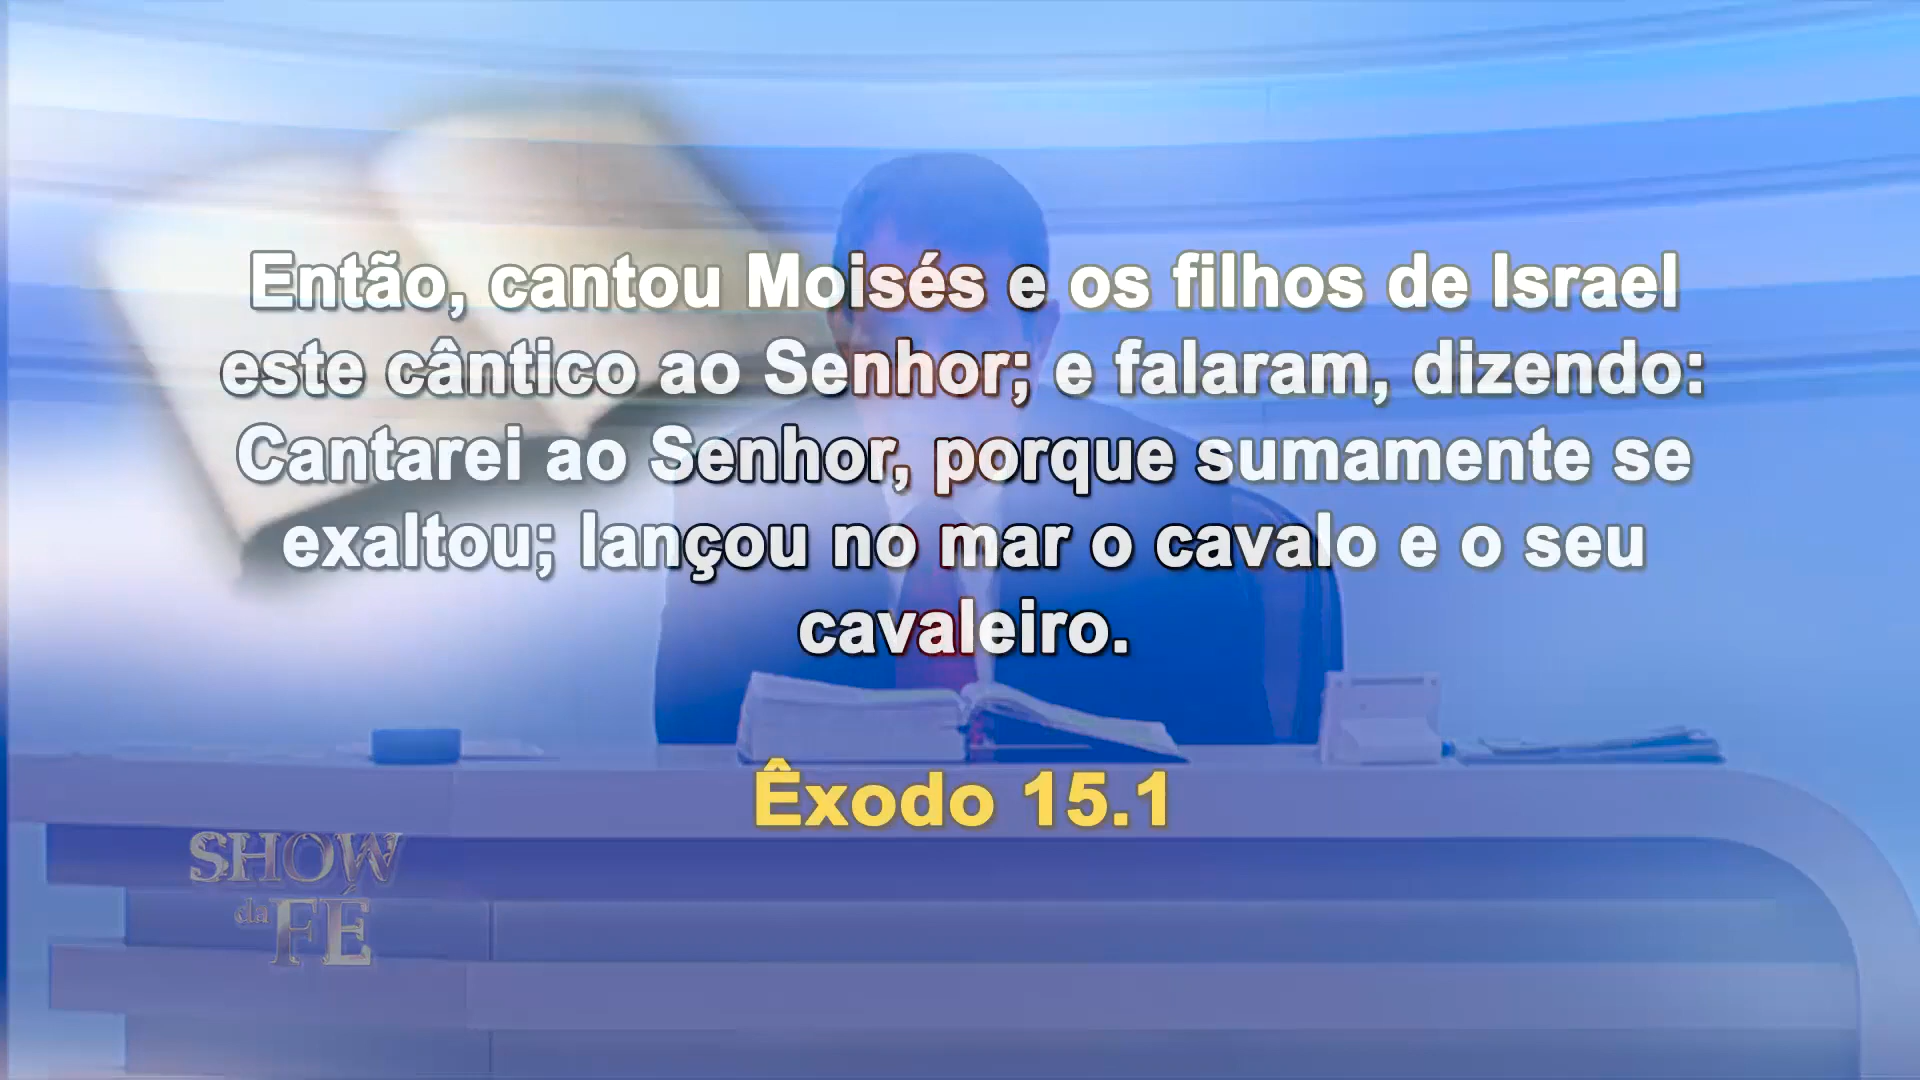 Então, cantou Moisés e os filhos de Israel
este cântico ao Senhor; e falaram, dizendo:
Cantarei ao Senhor, porque sumamente se
exaltou; lançou no mar o cavalo e o seu
cavaleiro.
Êxodo 15.1
SHOW
da FÉ